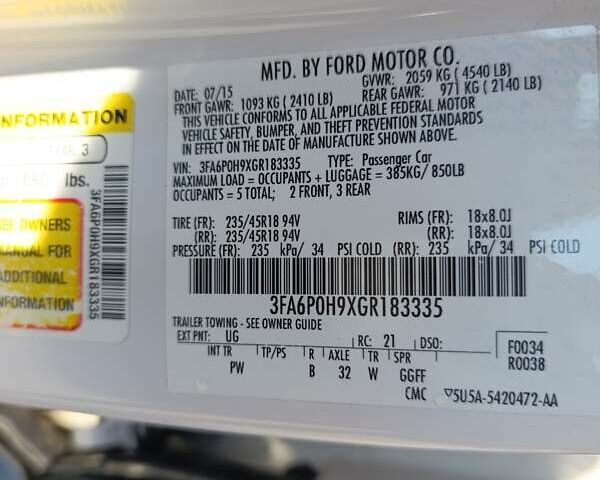 MFD. BY FORD MOTOR CO.
DATE: 07/15 GVWR: 2059 KG (4540 LB)
FRONT GAWR: 1093 KG (2410 LB) REAR GAWR: 971 KG (2140 LB)
THIS VEHICLE CONFORMS TO ALL APPLICABLE FEDERAL MOTOR
VEHICLE SAFETY, BUMPER, AND THEFT PREVENTION STANDARDS
IN EFFECT ON THE DATE OF MANUFACTURE SHOWN ABOVE.
VIN: 3FA6P0H9XGR183335 TYPE: Passenger Car
MAXIMUM LOAD = OCCUPANTS + LUGGAGE = 385KG/ 850LB
OCCUPANTS = 5 TOTAL; 2 FRONT, 3 REAR
TIRE (FR): 235/45R18 94V RIMS (FR): 18x8.0J
(RR): 235/45R18 94V (RR): 18x8.0J
PRESSURE (FR): 235 kPa/ 34 PSI COLD (RR): 235 kPa/ 34 PSI COLD
3FA6P0H9XGR183335
TRAILER TOWING - SEE OWNER GUIDE
EXT PNT: UG RC: 21 DSO: F0034
INT TR TP/PS R AXLE TR SPR R0038
PW B 32 W GGFF
CMC ▽5U5A-5420472-AA
NFORMATION
3
lbs.
OWNERS
MANUAL FOR
ADDITIONAL
INFORMATION
3FA6P0H9XGR183335